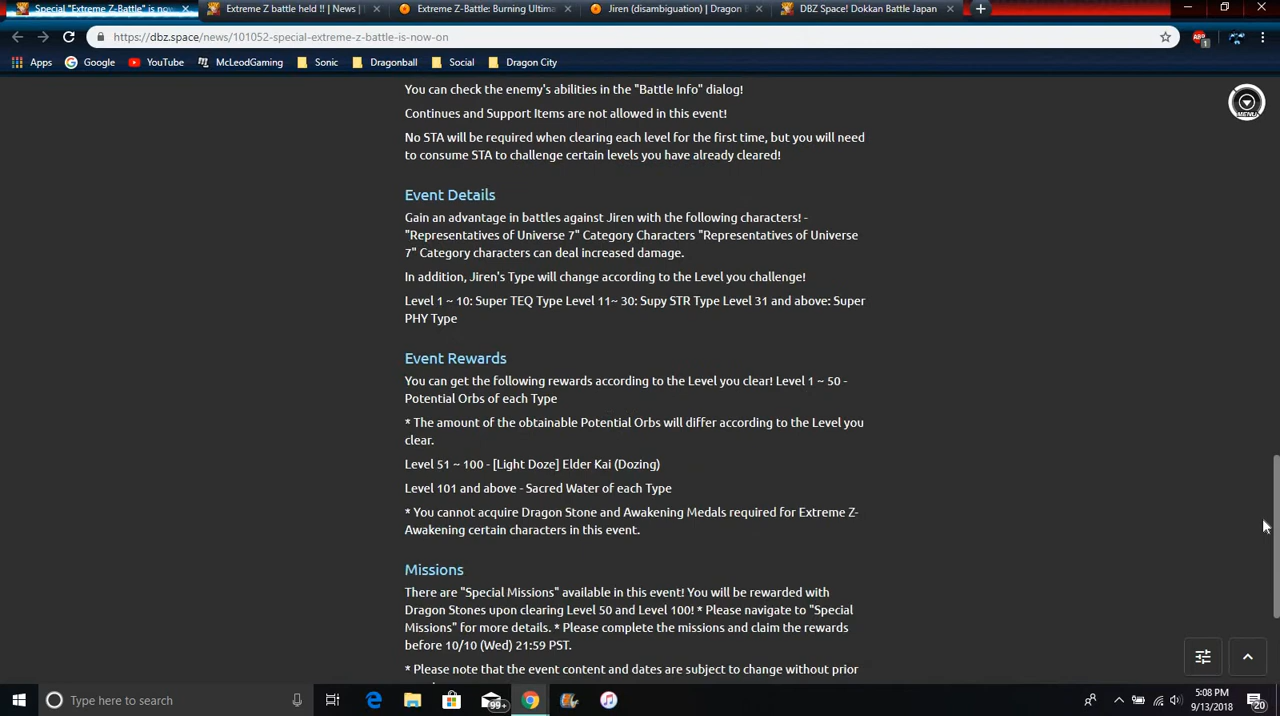 Special "Extreme Z-Battle" is now
Extreme Z battle held !! | News |
Extreme Z-Battle: Burning Ultima
Jiren (disambiguation) | Dragon
DBZ Space! Dokkan Battle Japan
https://dbz.space/news/101052-special-extreme-z-battle-is-now-on
ABP
1
Apps
Google
YouTube
McLeodGaming
Sonic
Dragonball
Social
Dragon City
You can check the enemy's abilities in the "Battle Info" dialog!
MENU
Continues and Support Items are not allowed in this event!
No STA will be required when clearing each level for the first time, but you will need
to consume STA to challenge certain levels you have already cleared!
Event Details
Gain an advantage in battles against Jiren with the following characters! -
"Representatives of Universe 7" Category Characters "Representatives of Universe
7" Category characters can deal increased damage.
In addition, Jiren's Type will change according to the Level you challenge!
Level 1 ~ 10: Super TEQ Type Level 11~ 30: Supy STR Type Level 31 and above: Super
PHY Type
Event Rewards
You can get the following rewards according to the Level you clear! Level 1 ~ 50 -
Potential Orbs of each Type
* The amount of the obtainable Potential Orbs will differ according to the Level you
clear.
Level 51 ~ 100 - [Light Doze] Elder Kai (Dozing)
Level 101 and above - Sacred Water of each Type
* You cannot acquire Dragon Stone and Awakening Medals required for Extreme Z-
Awakening certain characters in this event.
Missions
There are "Special Missions" available in this event! You will be rewarded with
Dragon Stones upon clearing Level 50 and Level 100! * Please navigate to "Special
Missions" for more details. * Please complete the missions and claim the rewards
before 10/10 (Wed) 21:59 PST.
* Please note that the event content and dates are subject to change without prior
Type here to search
99+
5:08 PM
9/13/2018
20